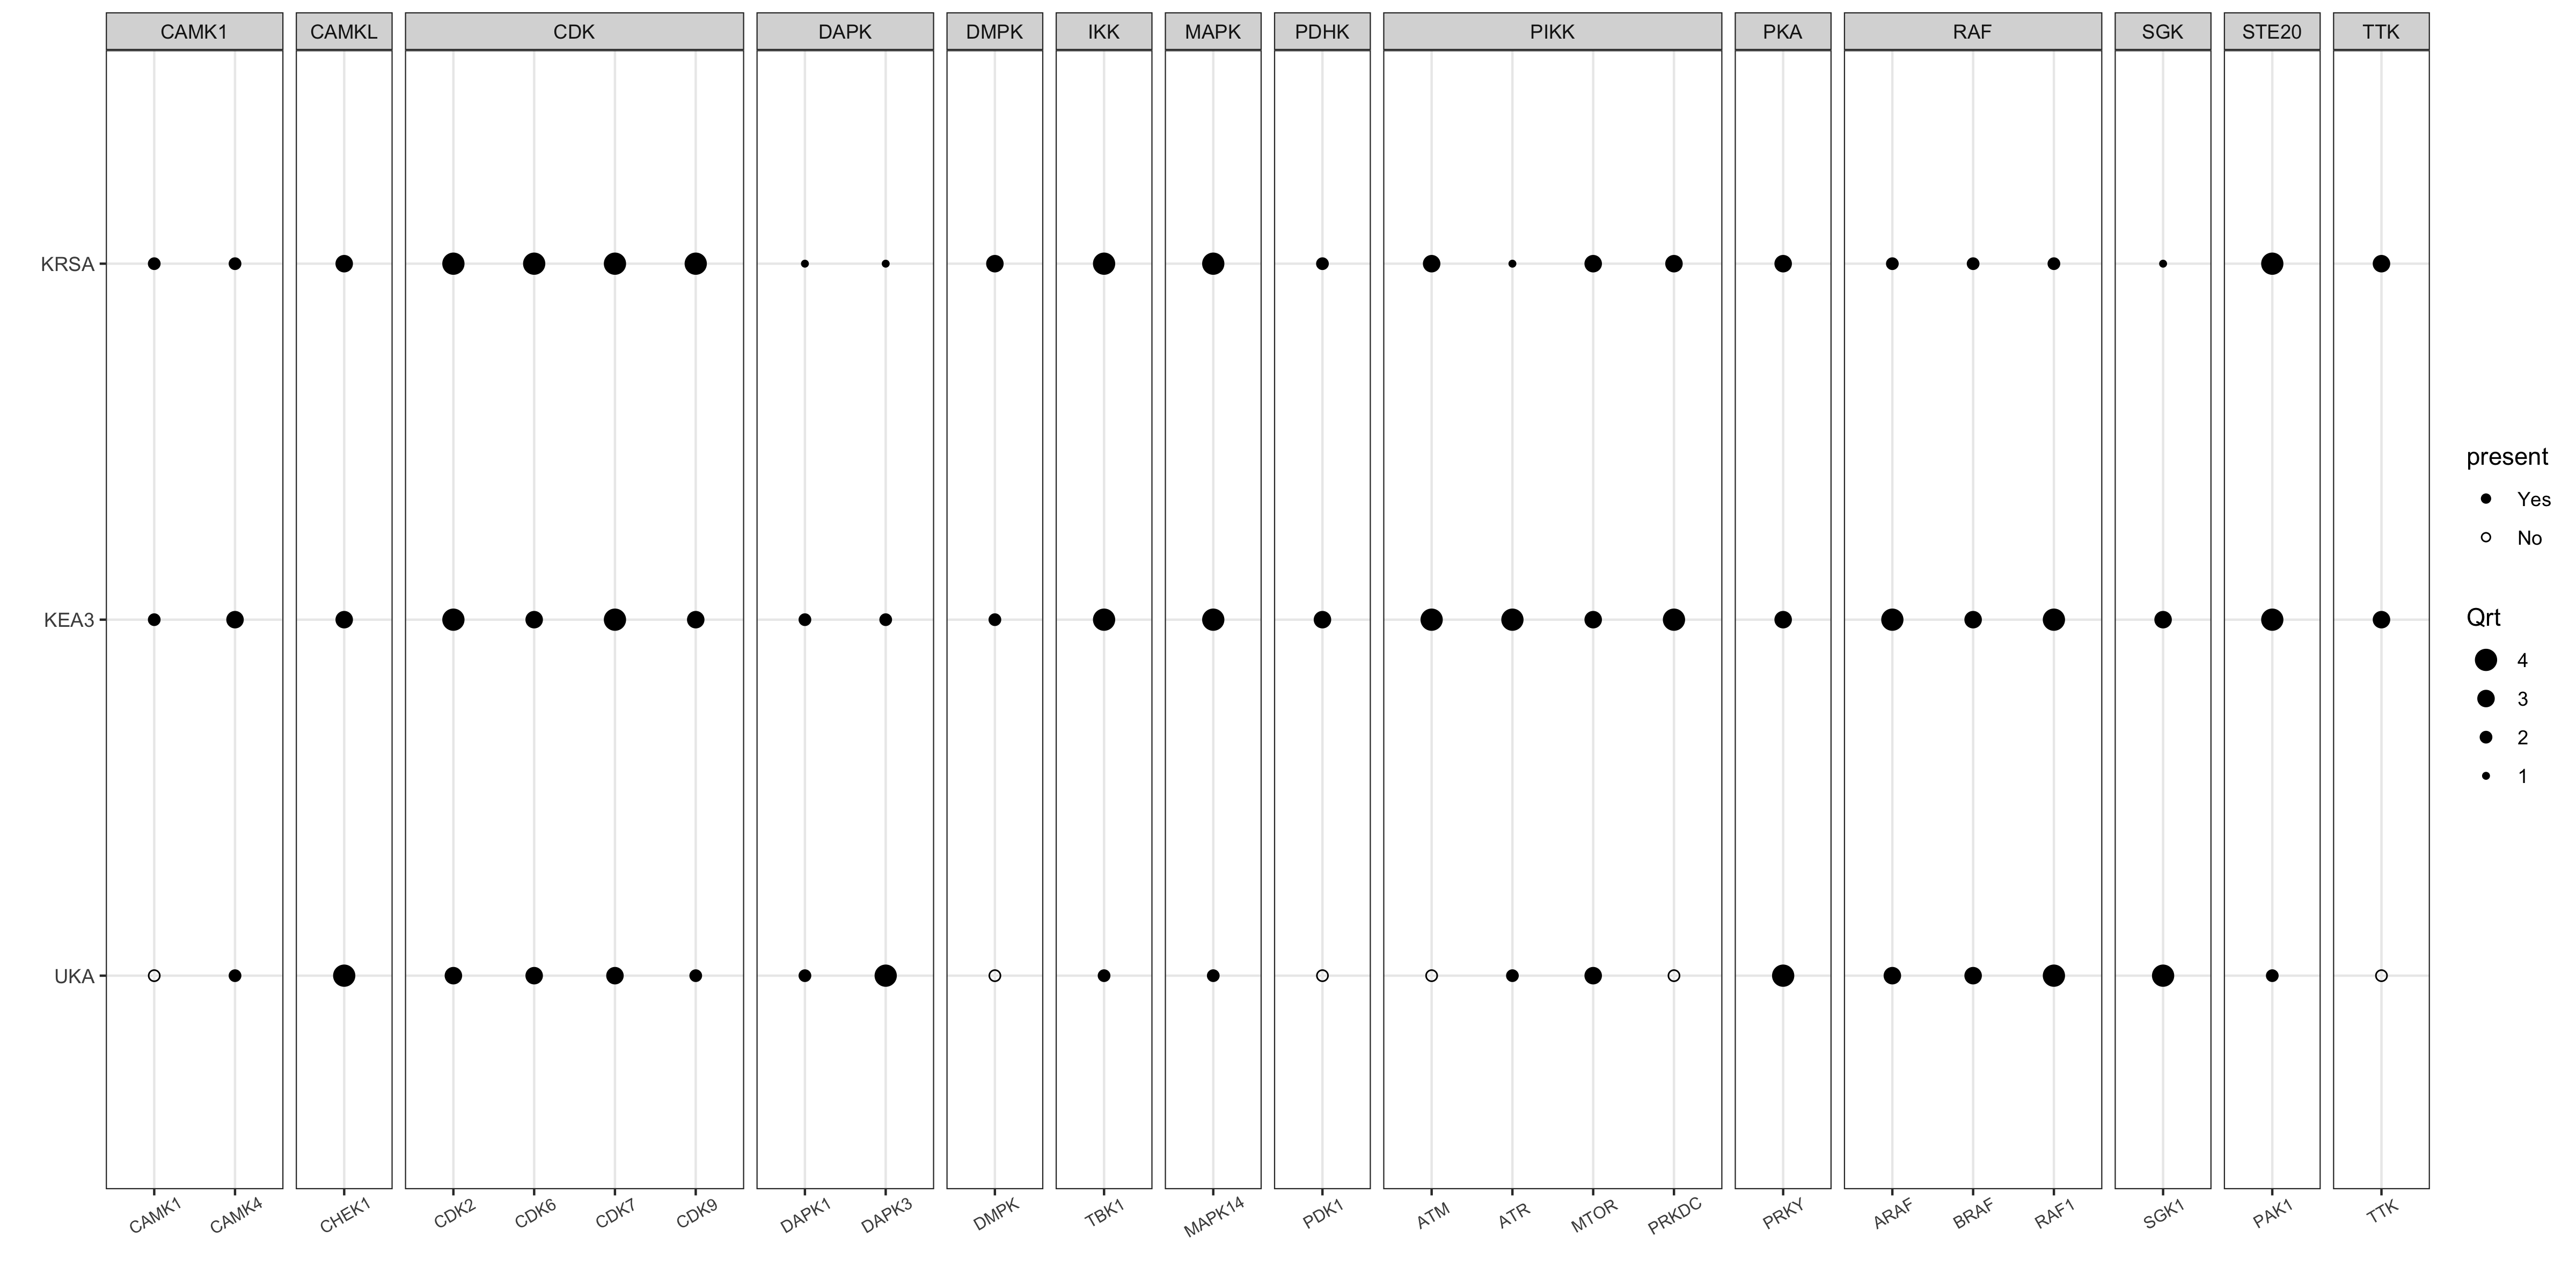 CAMK1 CAMKL CDK DAPK DMPK IKK MAPK PDHK PIKK PKA RAF SGK STE20 TTK
KRSA
KEA3
UKA
CAMK1 CAMK4 CHEK1 CDK2 CDK6 CDK7 CDK9 DAPK1 DAPK3 DMPK TBK1 MAPK14 PDK1 ATM ATR MTOR PRKDC PRKY ARAF BRAF RAF1 SGK1 PAK1 TTK
present
Yes
No
Qrt
4
3
2
1